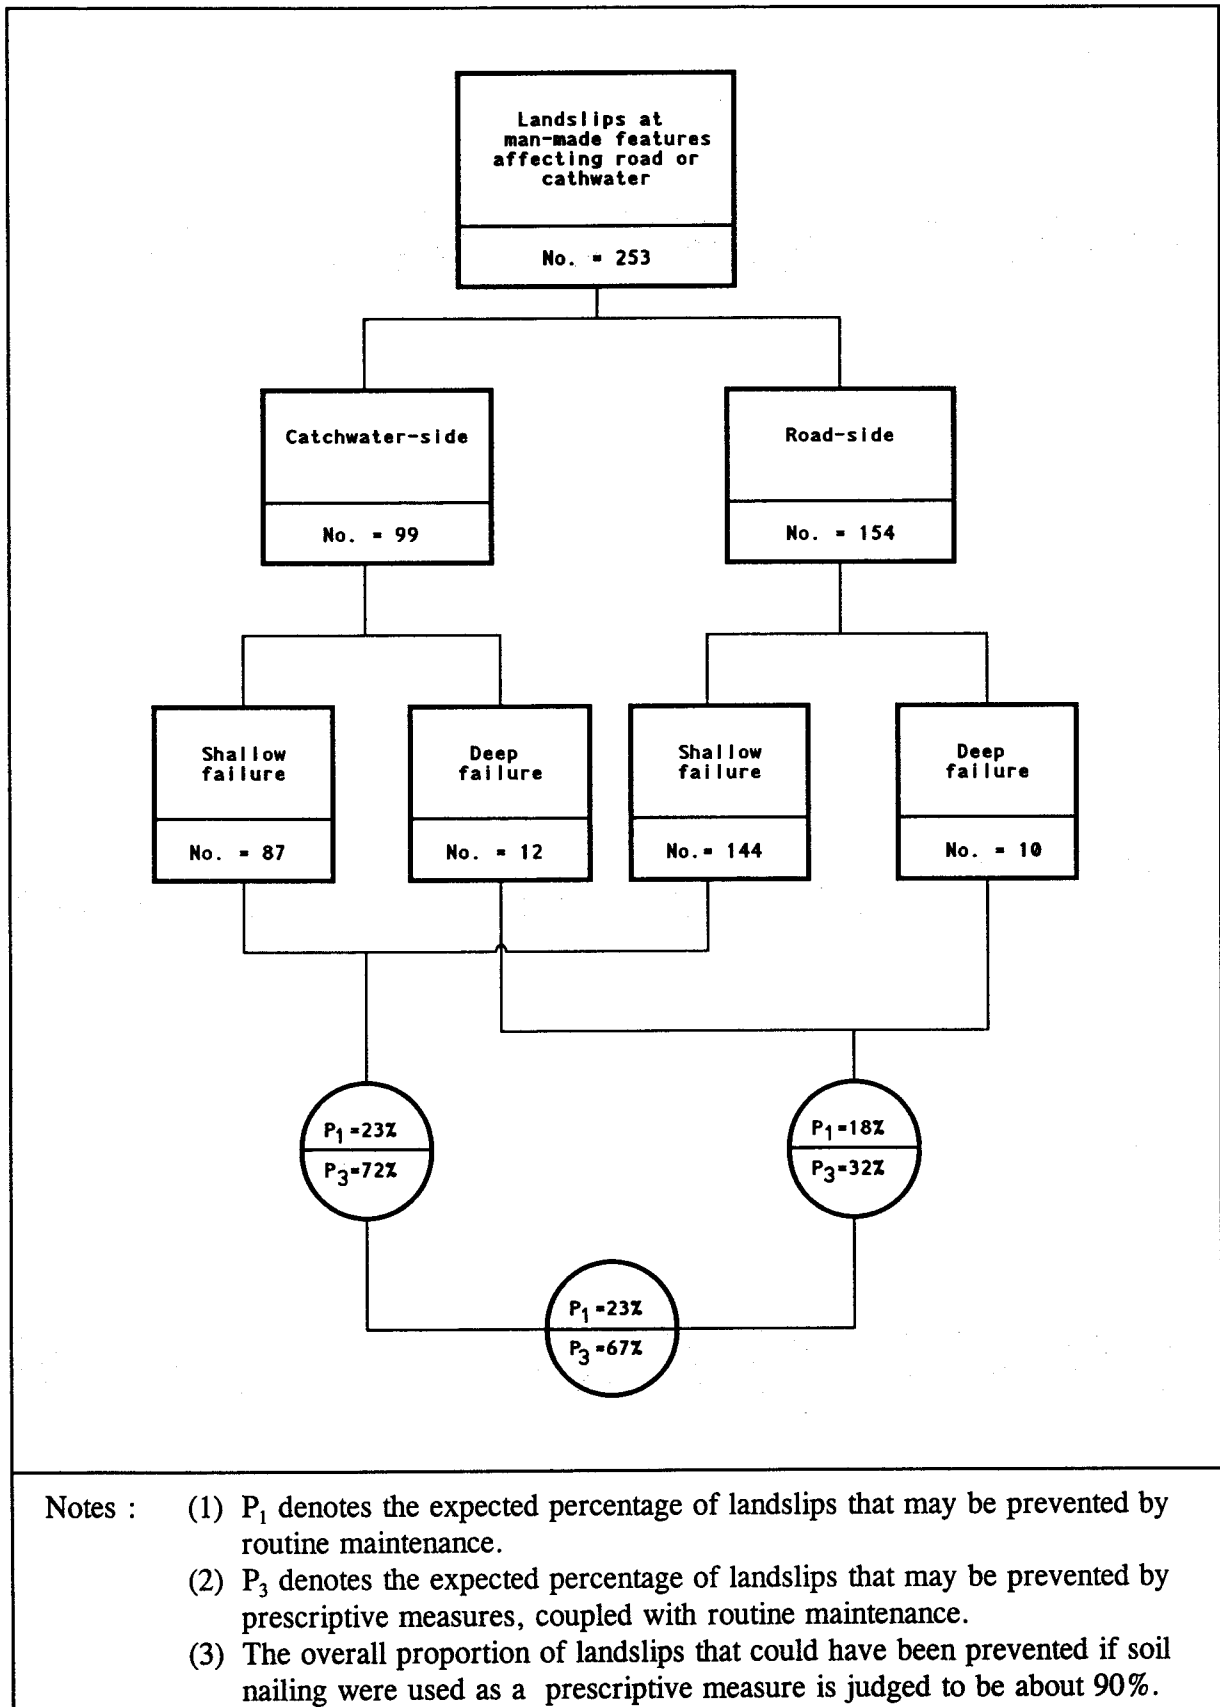 Landslips at
man-made features
affecting road or
cathwater
No. = 253
Catchwater-side
No. = 99
Road-side
No. = 154
Shallow
failure
No. = 87
Deep
failure
No. = 12
Shallow
failure
No.= 144
Deep
failure
No. = 10
P₁=23%
P₃=72%
P₁=18%
P₃=32%
P₁=23%
P₃=67%
Notes : (1) P₁ denotes the expected percentage of landslips that may be prevented by
routine maintenance.
(2) P₃ denotes the expected percentage of landslips that may be prevented by
prescriptive measures, coupled with routine maintenance.
(3) The overall proportion of landslips that could have been prevented if soil
nailing were used as a prescriptive measure is judged to be about 90%.